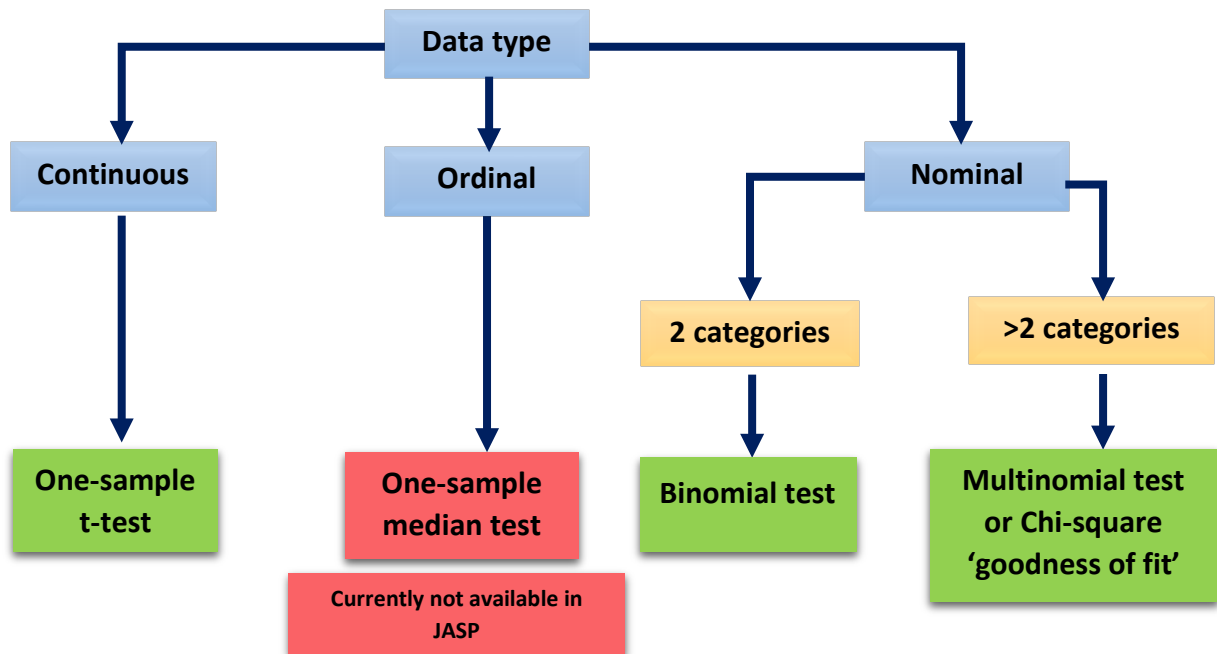 Data type
Continuous
Ordinal
Nominal
2 categories
>2 categories
One-sample
t-test
One-sample
median test
Binomial test
Multinomial test
or Chi-square
‘goodness of fit’
Currently not available in
JASP